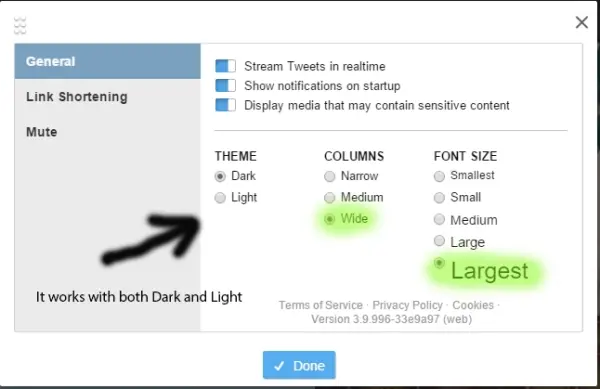 General
Link Shortening
Mute
Stream Tweets in realtime
Show notifications on startup
Display media that may contain sensitive content
THEME
Dark
Light
COLUMNS
Narrow
Medium
Wide
FONT SIZE
Smallest
Small
Medium
Large
Largest
It works with both Dark and Light
Terms of Service · Privacy Policy · Cookies ·
Version 3.9.996-33e9a97 (web)
Done